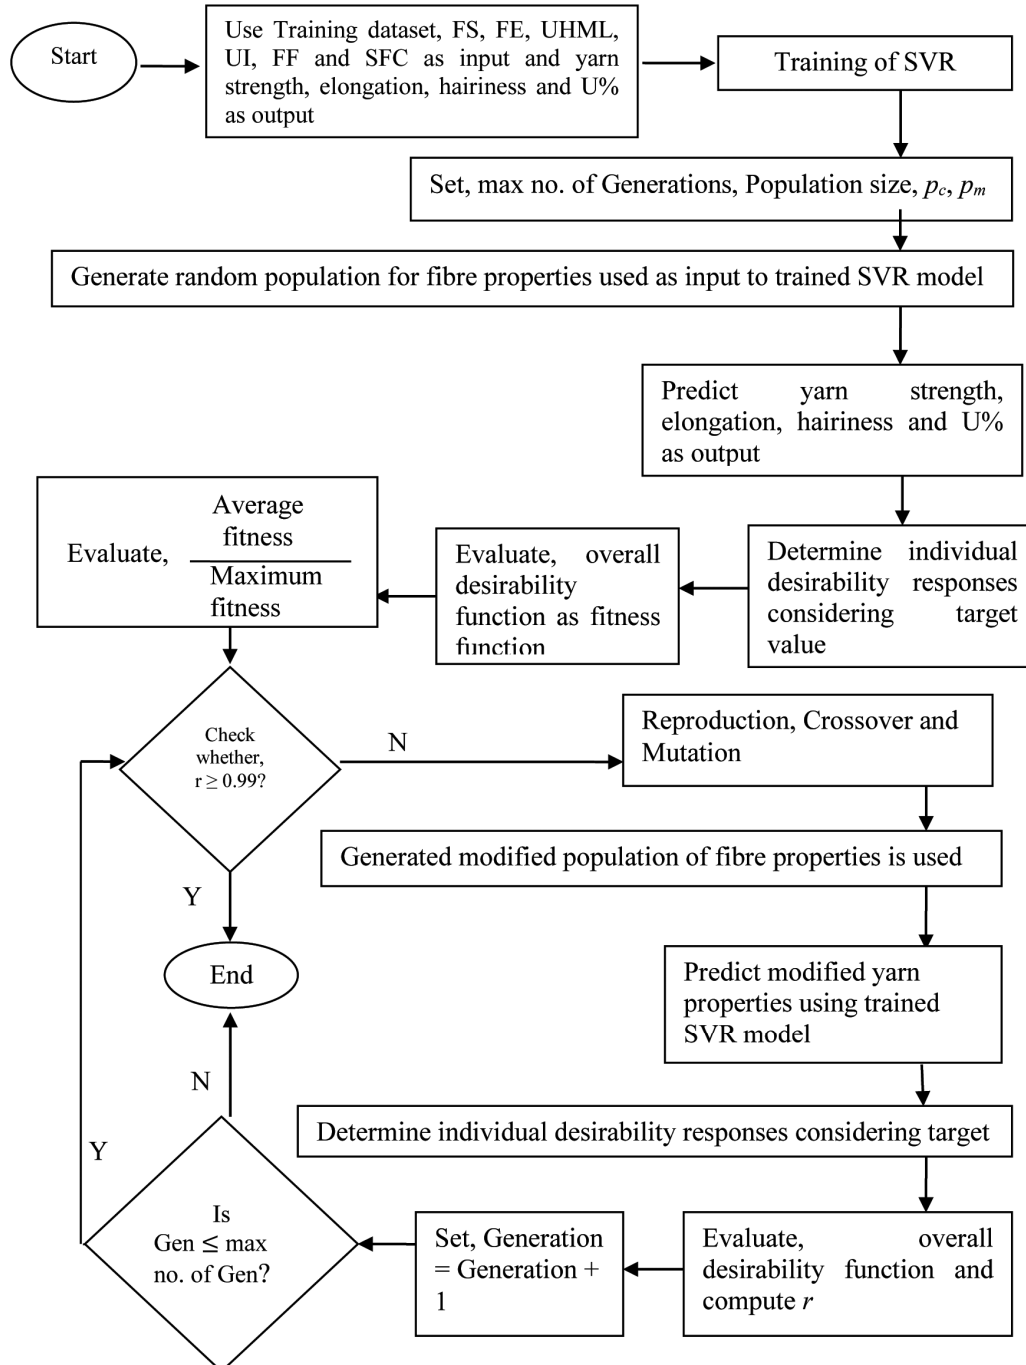 Start
Use Training dataset, FS, FE, UHML,
UI, FF and SFC as input and yarn
strength, elongation, hairiness and U%
as output
Training of SVR
Set, max no. of Generations, Population size, pc, pm
Generate random population for fibre properties used as input to trained SVR model
Predict yarn strength,
elongation, hairiness and U%
as output
Determine individual
desirability responses
considering target
value
Evaluate, overall
desirability
function as fitness
function
Evaluate,
Average
fitness
Maximum
fitness
Check
whether,
r ≥ 0.99?
N
Reproduction, Crossover and
Mutation
Generated modified population of fibre properties is used
Y
End
Predict modified yarn
properties using trained
SVR model
N
Determine individual desirability responses considering target
Y
Is
Gen ≤ max
no. of Gen?
Set, Generation
= Generation +
1
Evaluate, overall
desirability function and
compute r